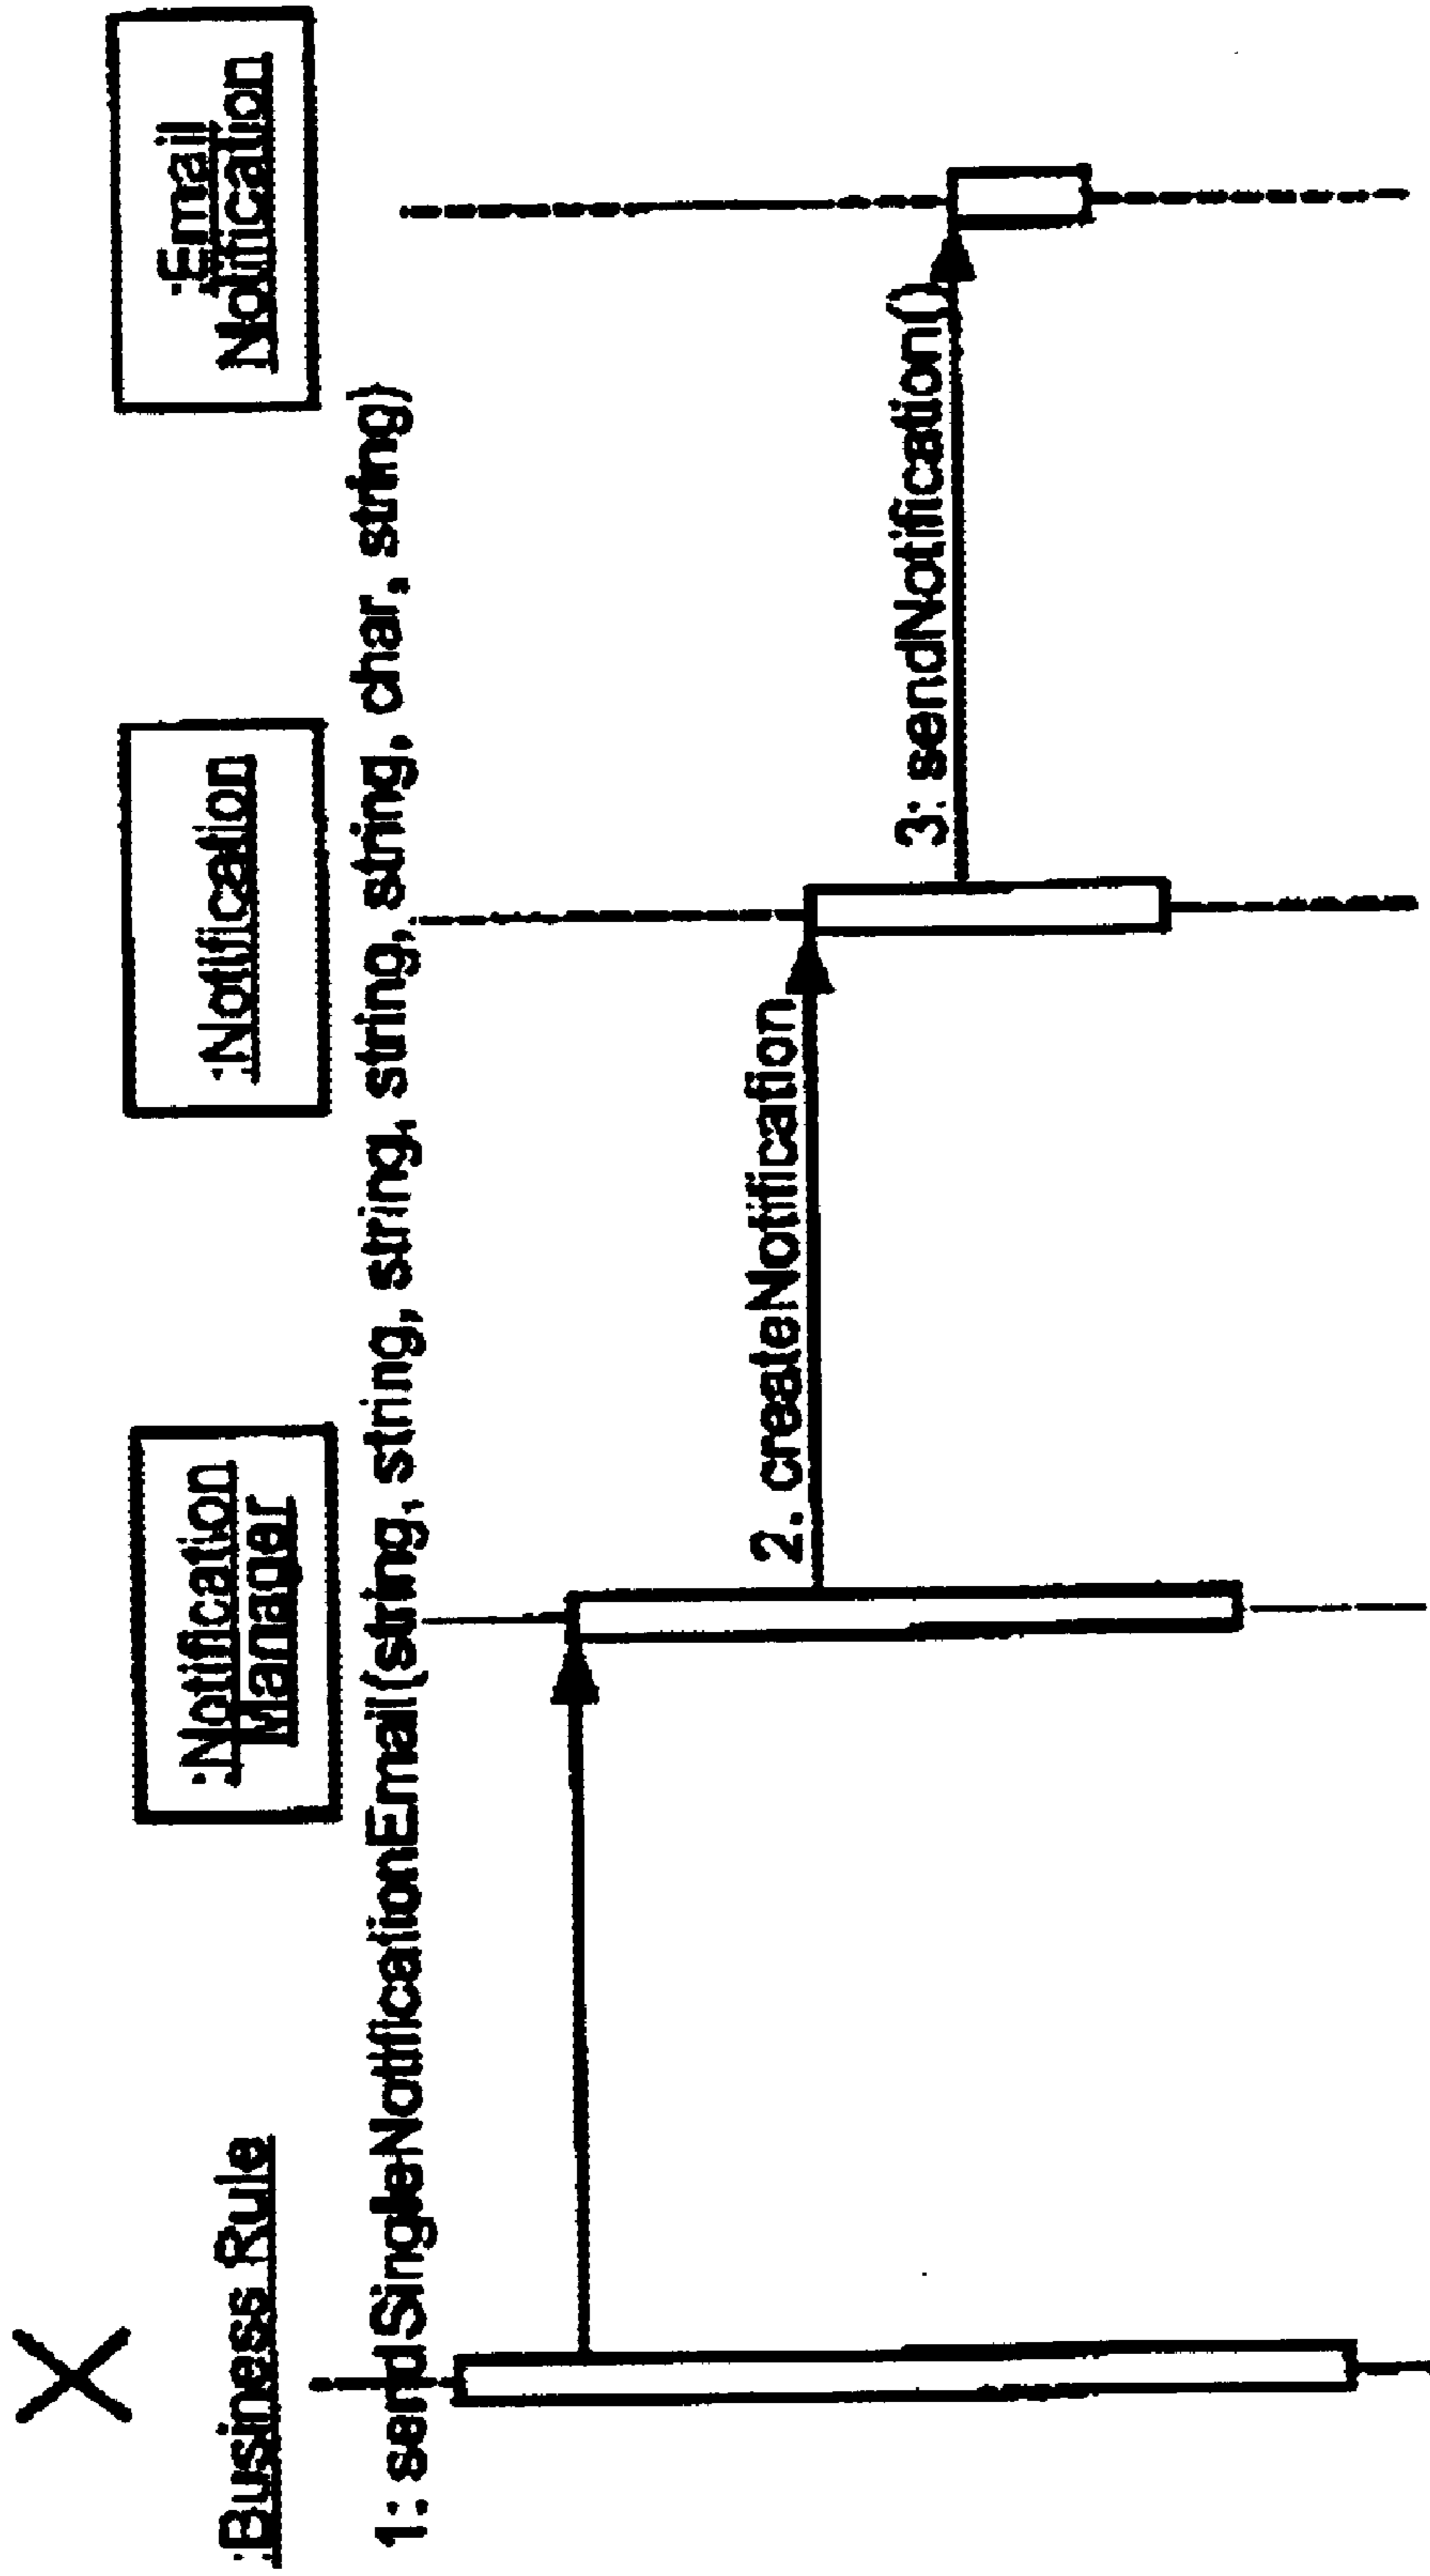 :Business Rule
:Notification
Manager
:Notification
:Email
Notification
1: sendSingleNotificationEmail(string, string, string, string, string, char, string)
2. createNotification
3: sendNotification()